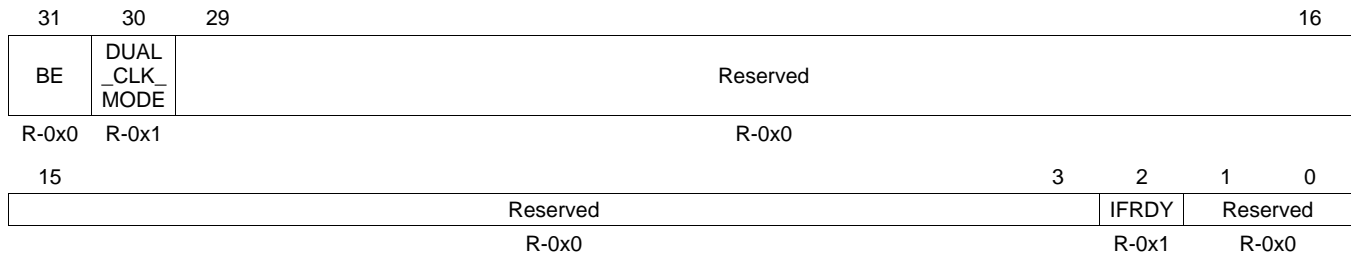 31 30 29 16
BE DUAL _CLK_ MODE Reserved
R-0x0 R-0x1 R-0x0
15 3 2 1 0
Reserved IFRDY Reserved
R-0x0 R-0x1 R-0x0